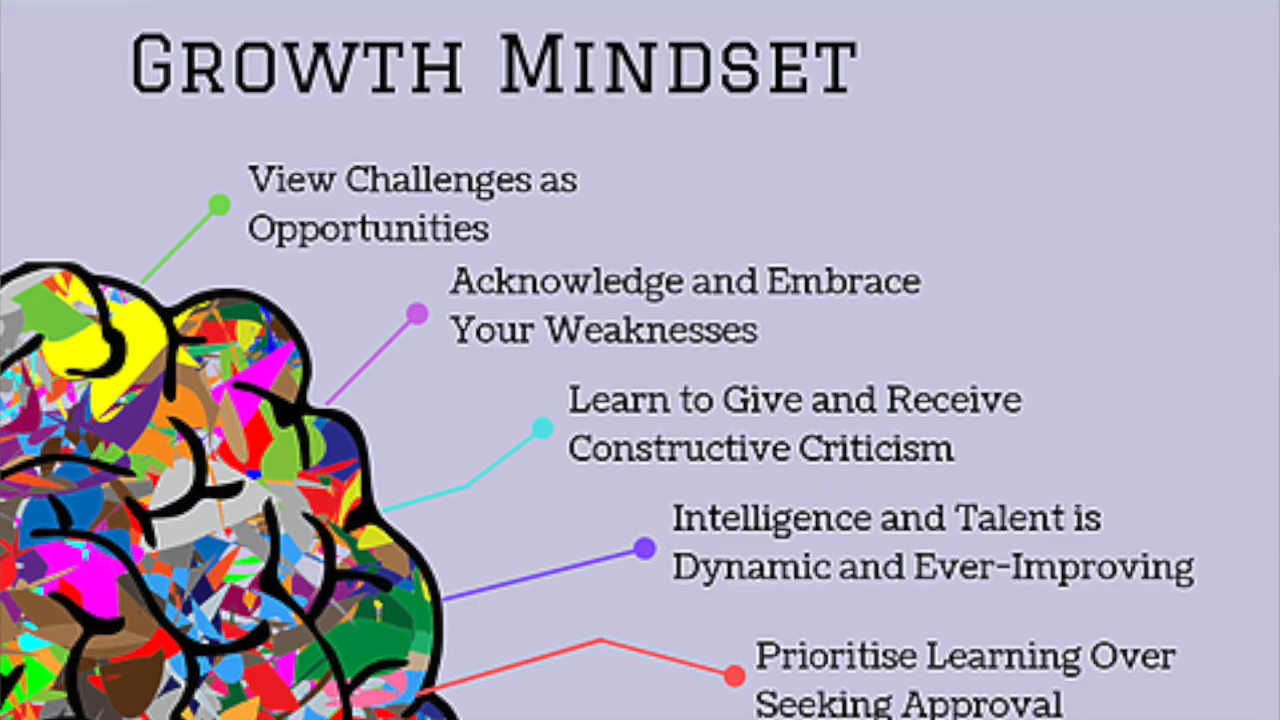 Growth Mindset
View Challenges as
Opportunities
Acknowledge and Embrace
Your Weaknesses
Learn to Give and Receive
Constructive Criticism
Intelligence and Talent is
Dynamic and Ever-Improving
Prioritise Learning Over
Seeking Approval